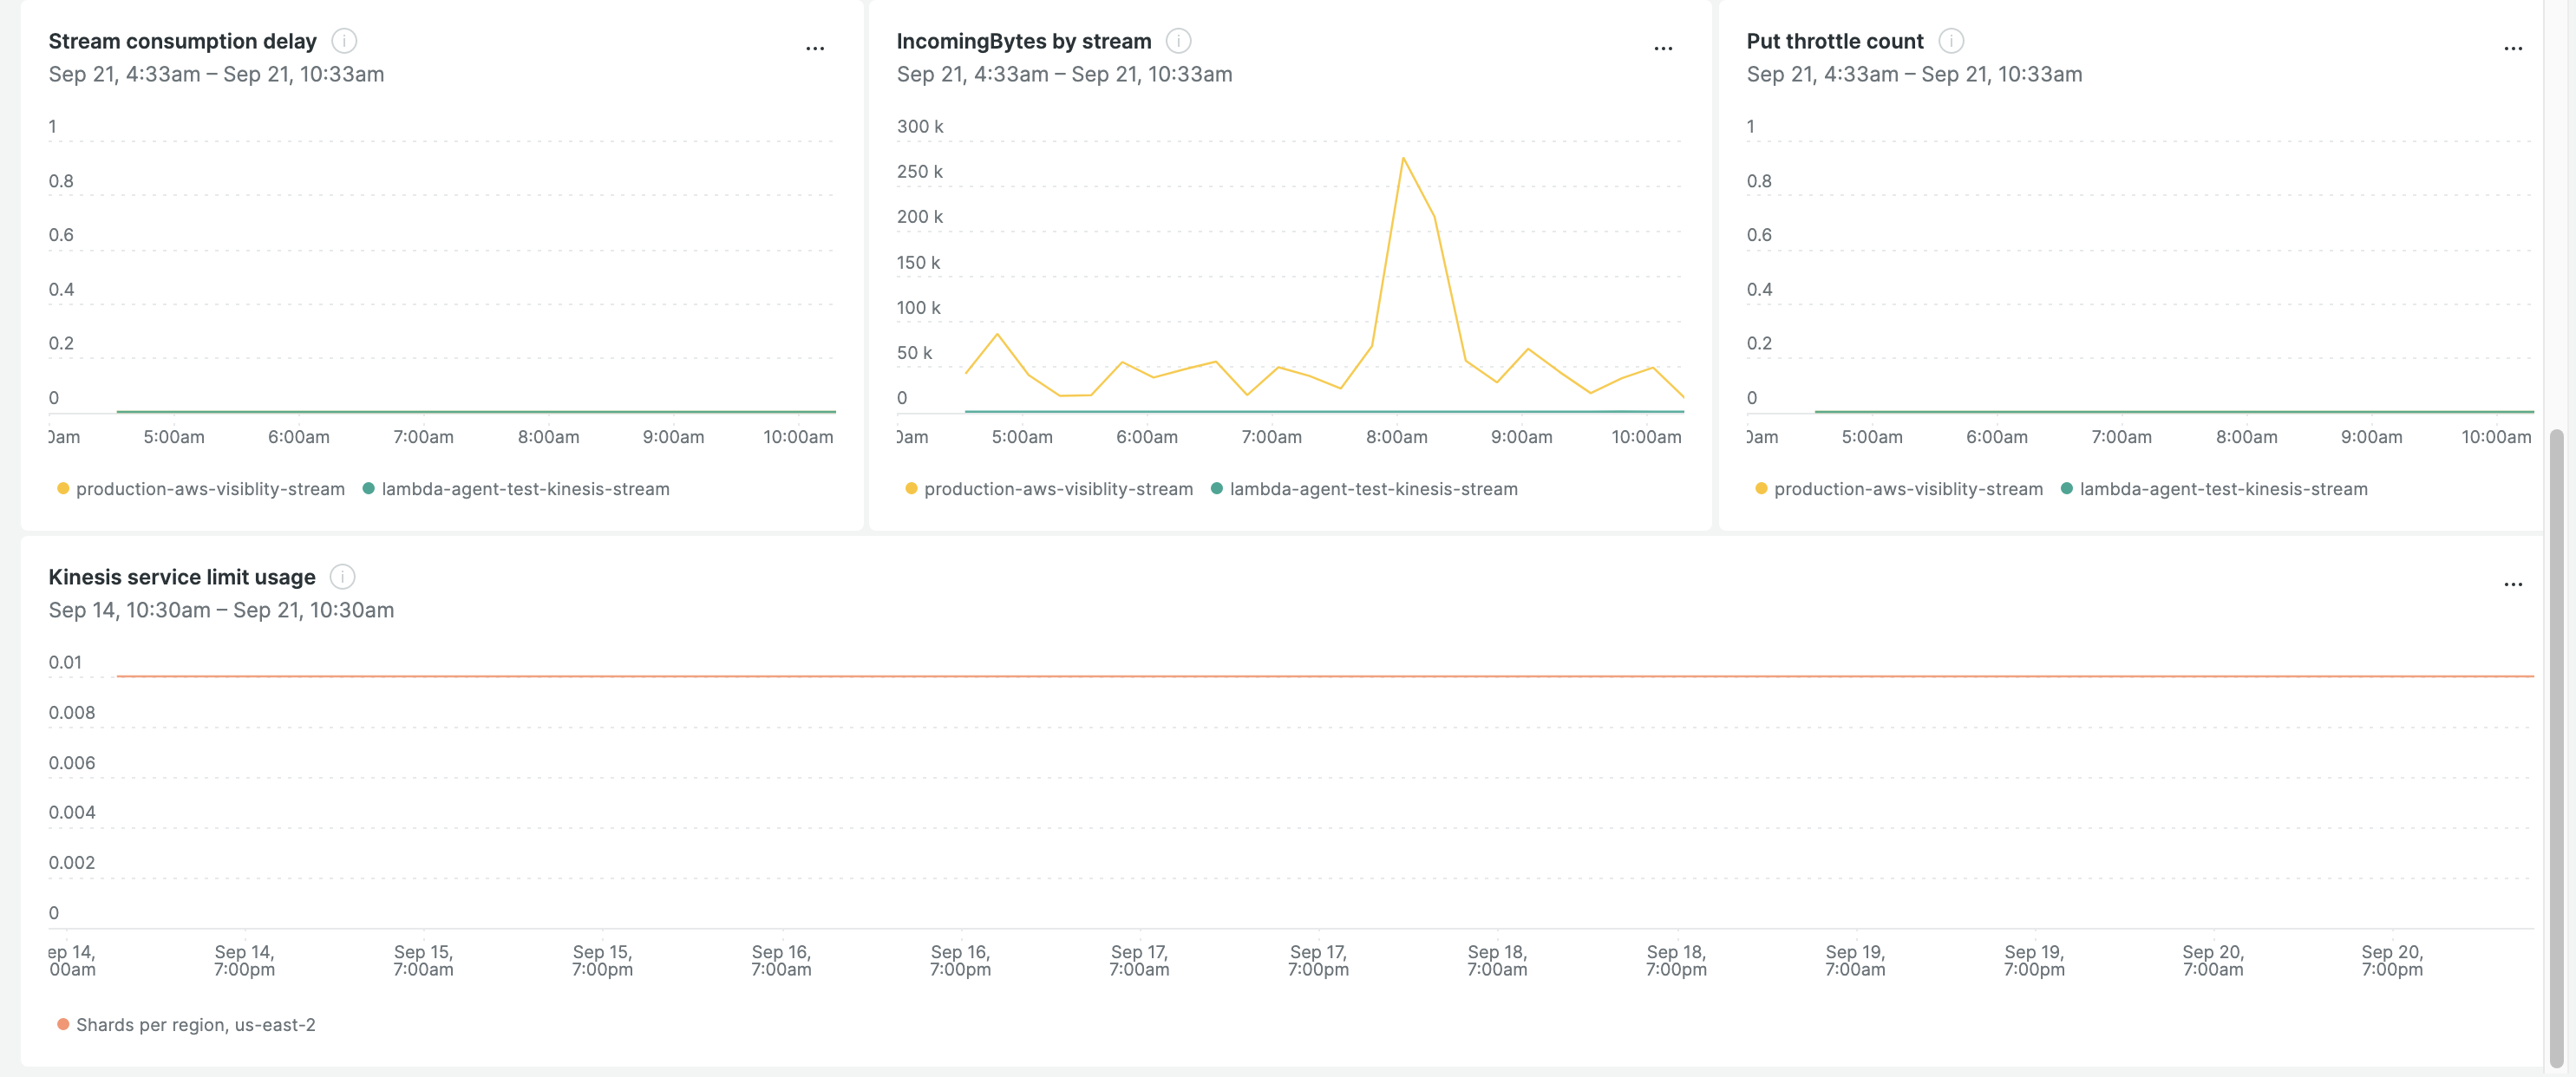 Stream consumption delay
Sep 21, 4:33am – Sep 21, 10:33am
1
0.8
0.6
0.4
0.2
0
0am 5:00am 6:00am 7:00am 8:00am 9:00am 10:00am
production-aws-visiblity-stream lambda-agent-test-kinesis-stream
IncomingBytes by stream
Sep 21, 4:33am – Sep 21, 10:33am
300 k
250 k
200 k
150 k
100 k
50 k
0
0am 5:00am 6:00am 7:00am 8:00am 9:00am 10:00am
production-aws-visiblity-stream lambda-agent-test-kinesis-stream
Put throttle count
Sep 21, 4:33am – Sep 21, 10:33am
1
0.8
0.6
0.4
0.2
0
0am 5:00am 6:00am 7:00am 8:00am 9:00am 10:00am
production-aws-visiblity-stream lambda-agent-test-kinesis-stream
Kinesis service limit usage
Sep 14, 10:30am – Sep 21, 10:30am
0.01
0.008
0.006
0.004
0.002
0
ep 14, Sep 14, Sep 15, Sep 15, Sep 16, Sep 16, Sep 17, Sep 17, Sep 18, Sep 18, Sep 19, Sep 19, Sep 20, Sep 20,
00am 7:00pm 7:00am 7:00pm 7:00am 7:00pm 7:00am 7:00pm 7:00am 7:00pm 7:00am 7:00pm 7:00am 7:00pm
Shards per region, us-east-2